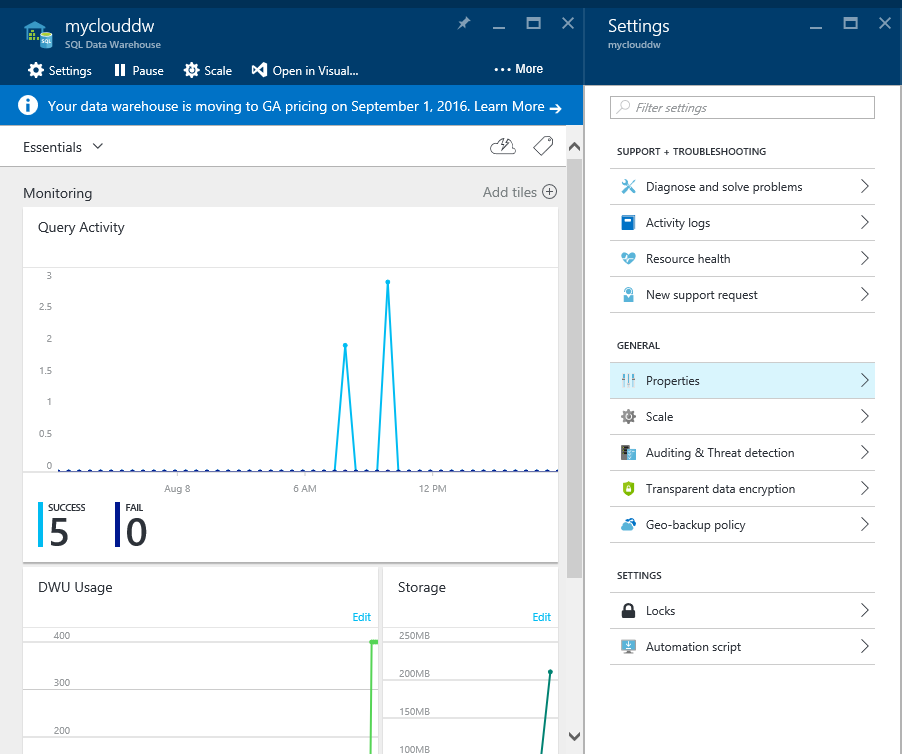 myclouddw
SQL Data Warehouse
Settings
Pause
Scale
Open in Visual...
More
Your data warehouse is moving to GA pricing on September 1, 2016. Learn More →
Essentials
Monitoring
Add tiles
Query Activity
3
2.5
2
1.5
1
0.5
0
Aug 8
6 AM
12 PM
SUCCESS
5
FAIL
0
DWU Usage
Edit
400
300
200
Storage
Edit
250MB
200MB
150MB
100MB
Settings
myclouddw
Filter settings
SUPPORT + TROUBLESHOOTING
Diagnose and solve problems
Activity logs
Resource health
New support request
GENERAL
Properties
Scale
Auditing & Threat detection
Transparent data encryption
Geo-backup policy
SETTINGS
Locks
Automation script